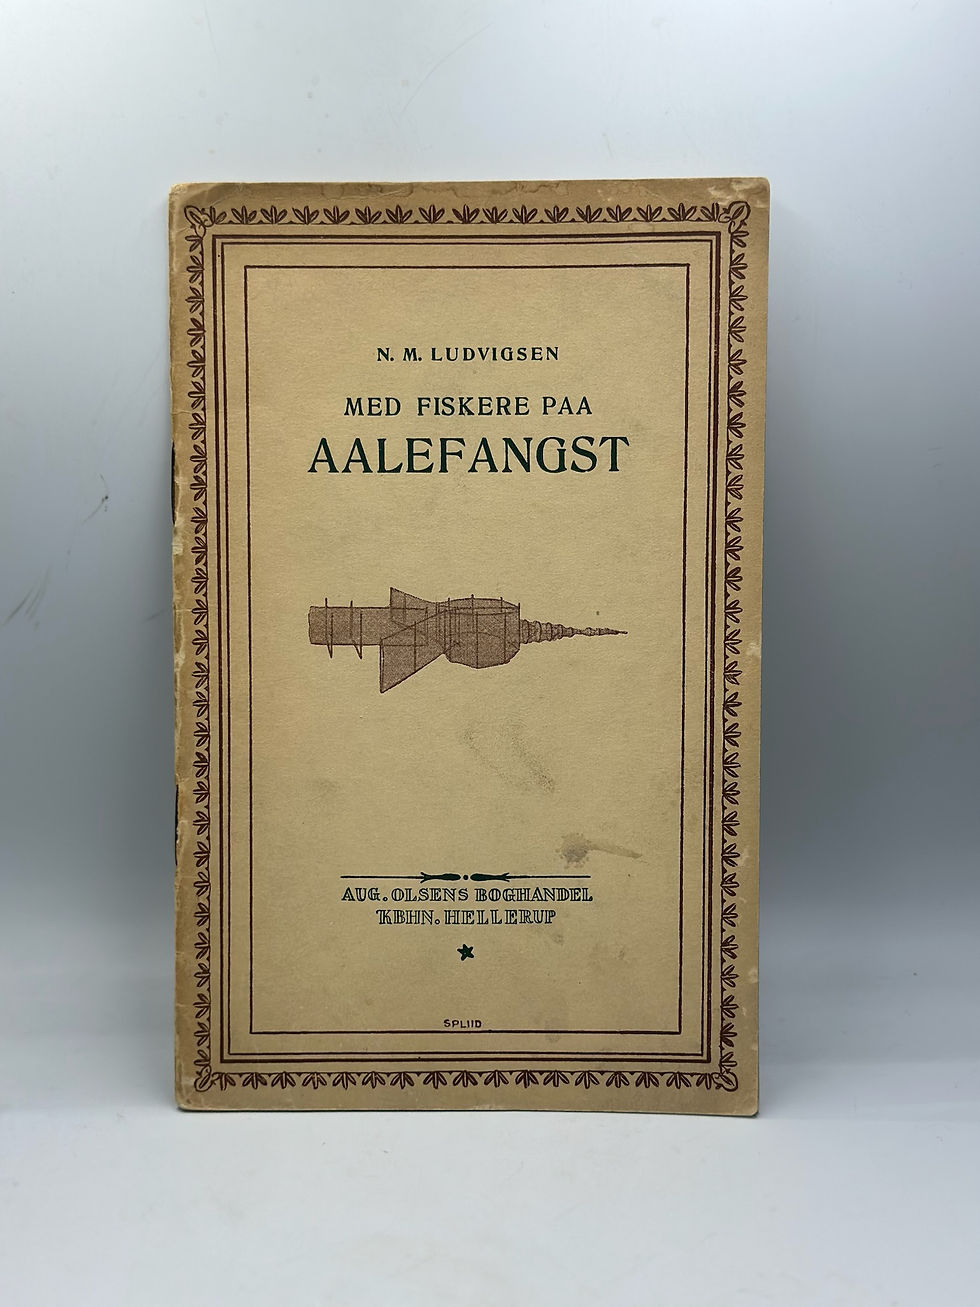 N. M. LUDVIGSEN
MED FISKERE PAA
AALEFANGST
AUG. OLSENS BOGHANDEL
KBHN. HELLERUP
SPLIID